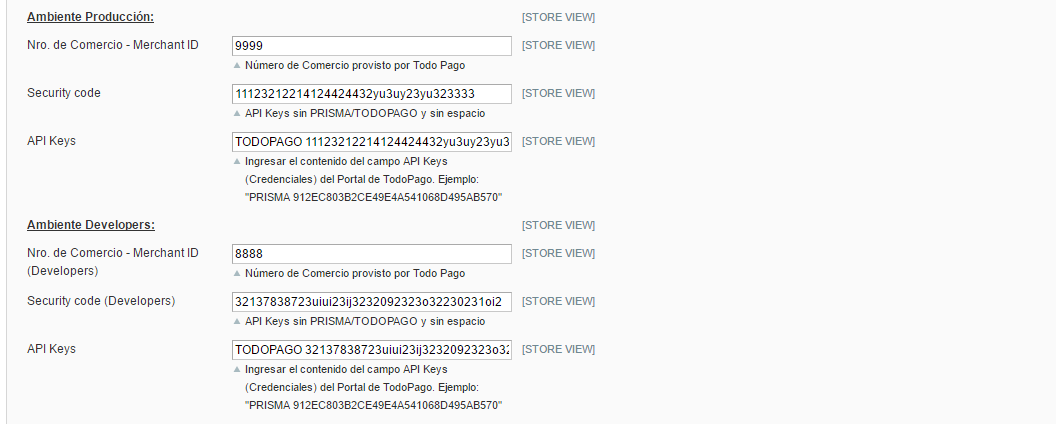 Ambiente Producción: [STORE VIEW]
Nro. de Comercio - Merchant ID 9999 [STORE VIEW]
Número de Comercio provisto por Todo Pago
Security code 11123212214124424432yu3uy23yu323333 [STORE VIEW]
API Keys sin PRISMA/TODOPAGO y sin espacio
API Keys TODOPAGO 11123212214124424432yu3uy23yu3 [STORE VIEW]
Ingresar el contenido del campo API Keys
(Credenciales) del Portal de TodoPago. Ejemplo:
"PRISMA 912EC803B2CE49E4A541068D495AB570"
Ambiente Developers: [STORE VIEW]
Nro. de Comercio - Merchant ID 8888 [STORE VIEW]
(Developers)
Número de Comercio provisto por Todo Pago
Security code (Developers) 32137838723uiui23ij3232092323o32230231oi2 [STORE VIEW]
API Keys sin PRISMA/TODOPAGO y sin espacio
API Keys TODOPAGO 32137838723uiui23ij3232092323o32 [STORE VIEW]
Ingresar el contenido del campo API Keys
(Credenciales) del Portal de TodoPago. Ejemplo:
"PRISMA 912EC803B2CE49E4A541068D495AB570"